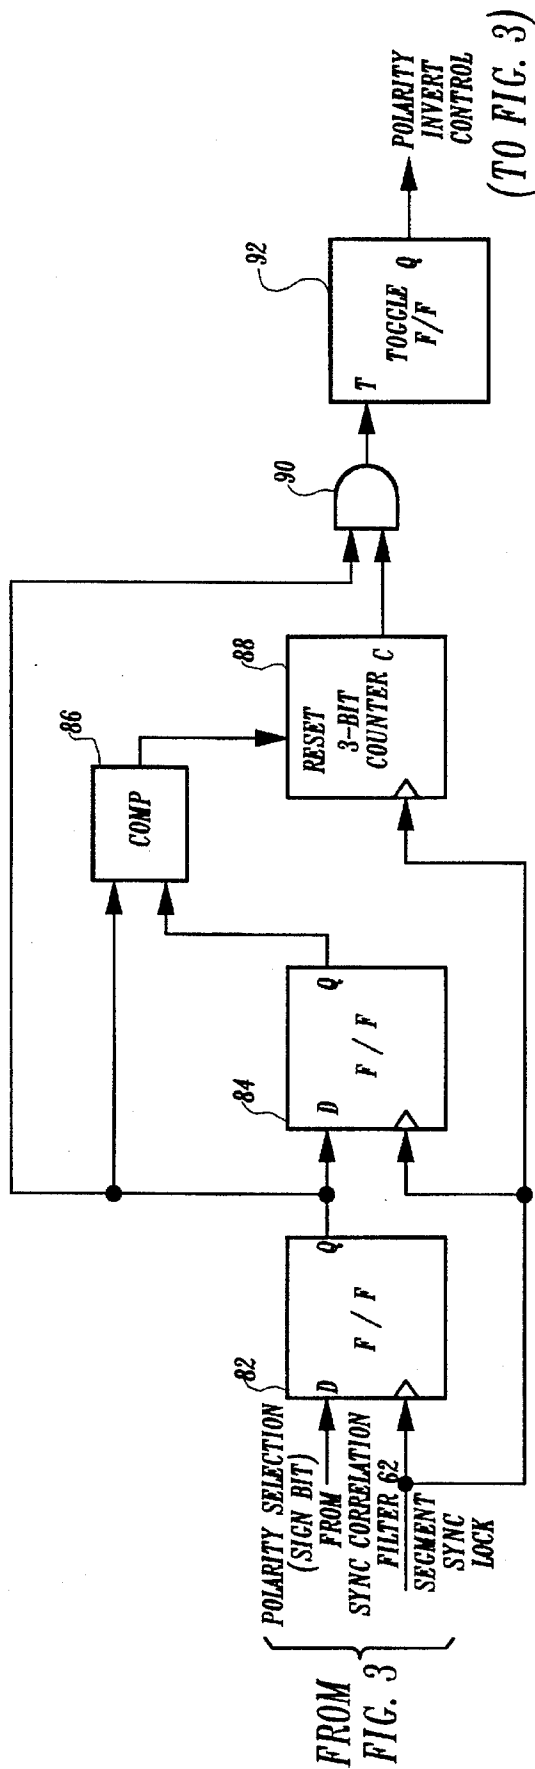 FROM
FIG. 3
POLARITY SELECTION
(SIGN BIT)
FROM
SYNC CORRELATION
FILTER 62
SEGMENT
SYNC
LOCK
82
D
Q
F / F
84
D
Q
F / F
86
COMP
88
RESET
3-BIT
COUNTER C
90
92
T
TOGGLE Q
F/F
POLARITY
INVERT
CONTROL
(TO FIG. 3)